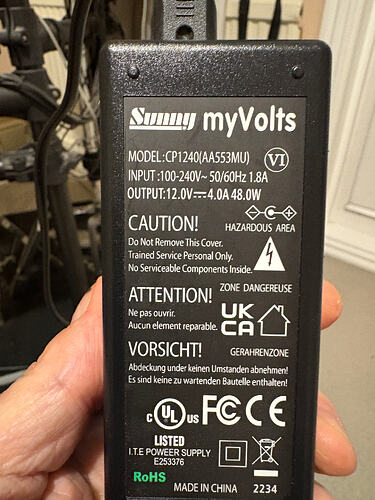 Sunny myVolts
MODEL:CP1240(AA553MU) VI
INPUT:100-240V~ 50/60Hz 1.8A
OUTPUT:12.0V⎓4.0A 48.0W
CAUTION!
HAZARDOUS AREA
Do Not Remove This Cover.
Trained Service Personal Only.
No Serviceable Components Inside.
ATTENTION!
ZONE DANGEREUSE
Ne pas ouvrir.
Aucun element reparable.
UK
CA
VORSICHT!
GERAHRENZONE
Abdeckung under keinen Umstanden abnehmen!
Es sind keine zu wartenden Bautelle enthalten!
c UL US FC CE
LISTED
I.T.E POWEER SUPPLY
E253376
RoHS
MADE IN CHINA 2234